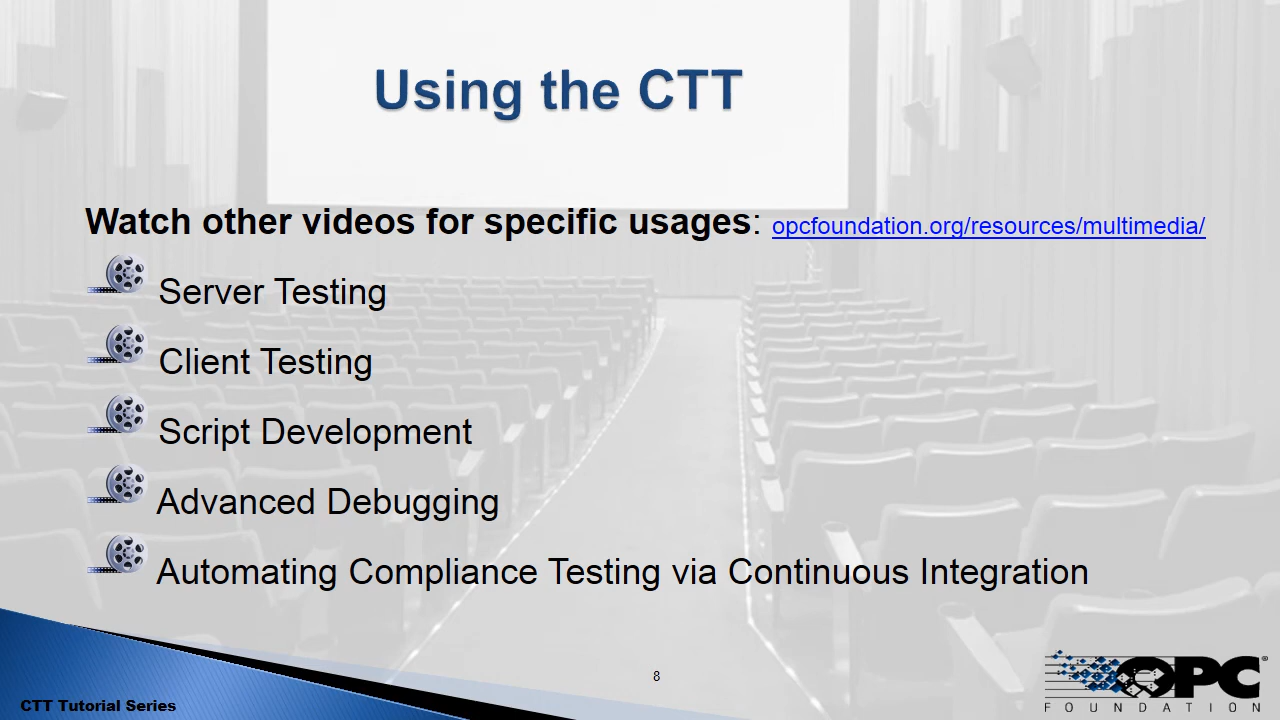 Using the CTT
Watch other videos for specific usages: opcfoundation.org/resources/multimedia/
Server Testing
Client Testing
Script Development
Advanced Debugging
Automating Compliance Testing via Continuous Integration
8
CTT Tutorial Series
OPC®
FOUNDATION